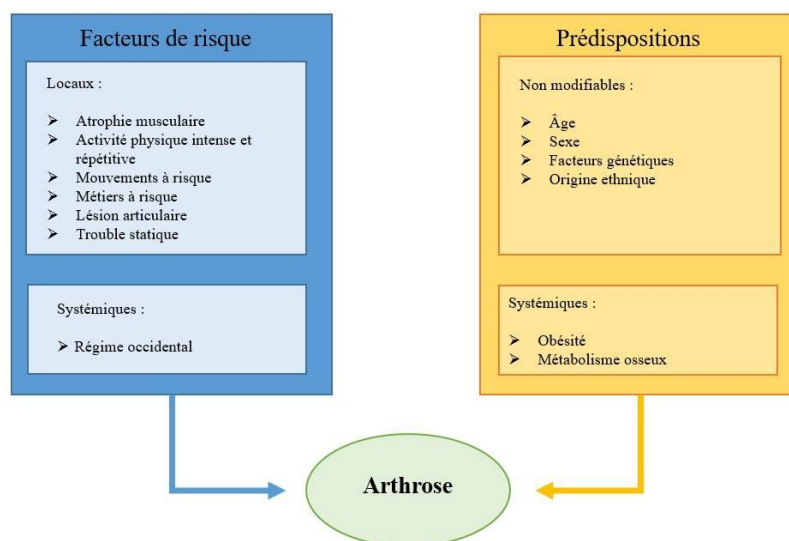 Facteurs de risque
Locaux :
➤ Atrophie musculaire
➤ Activité physique intense et
répétitive
➤ Mouvements à risque
➤ Métiers à risque
➤ Lésion articulaire
➤ Trouble statique
Systémiques :
➤ Régime occidental
Prédispositions
Non modifiables :
➤ Âge
➤ Sexe
➤ Facteurs génétiques
➤ Origine ethnique
Systémiques :
➤ Obésité
➤ Métabolisme osseux
Arthrose